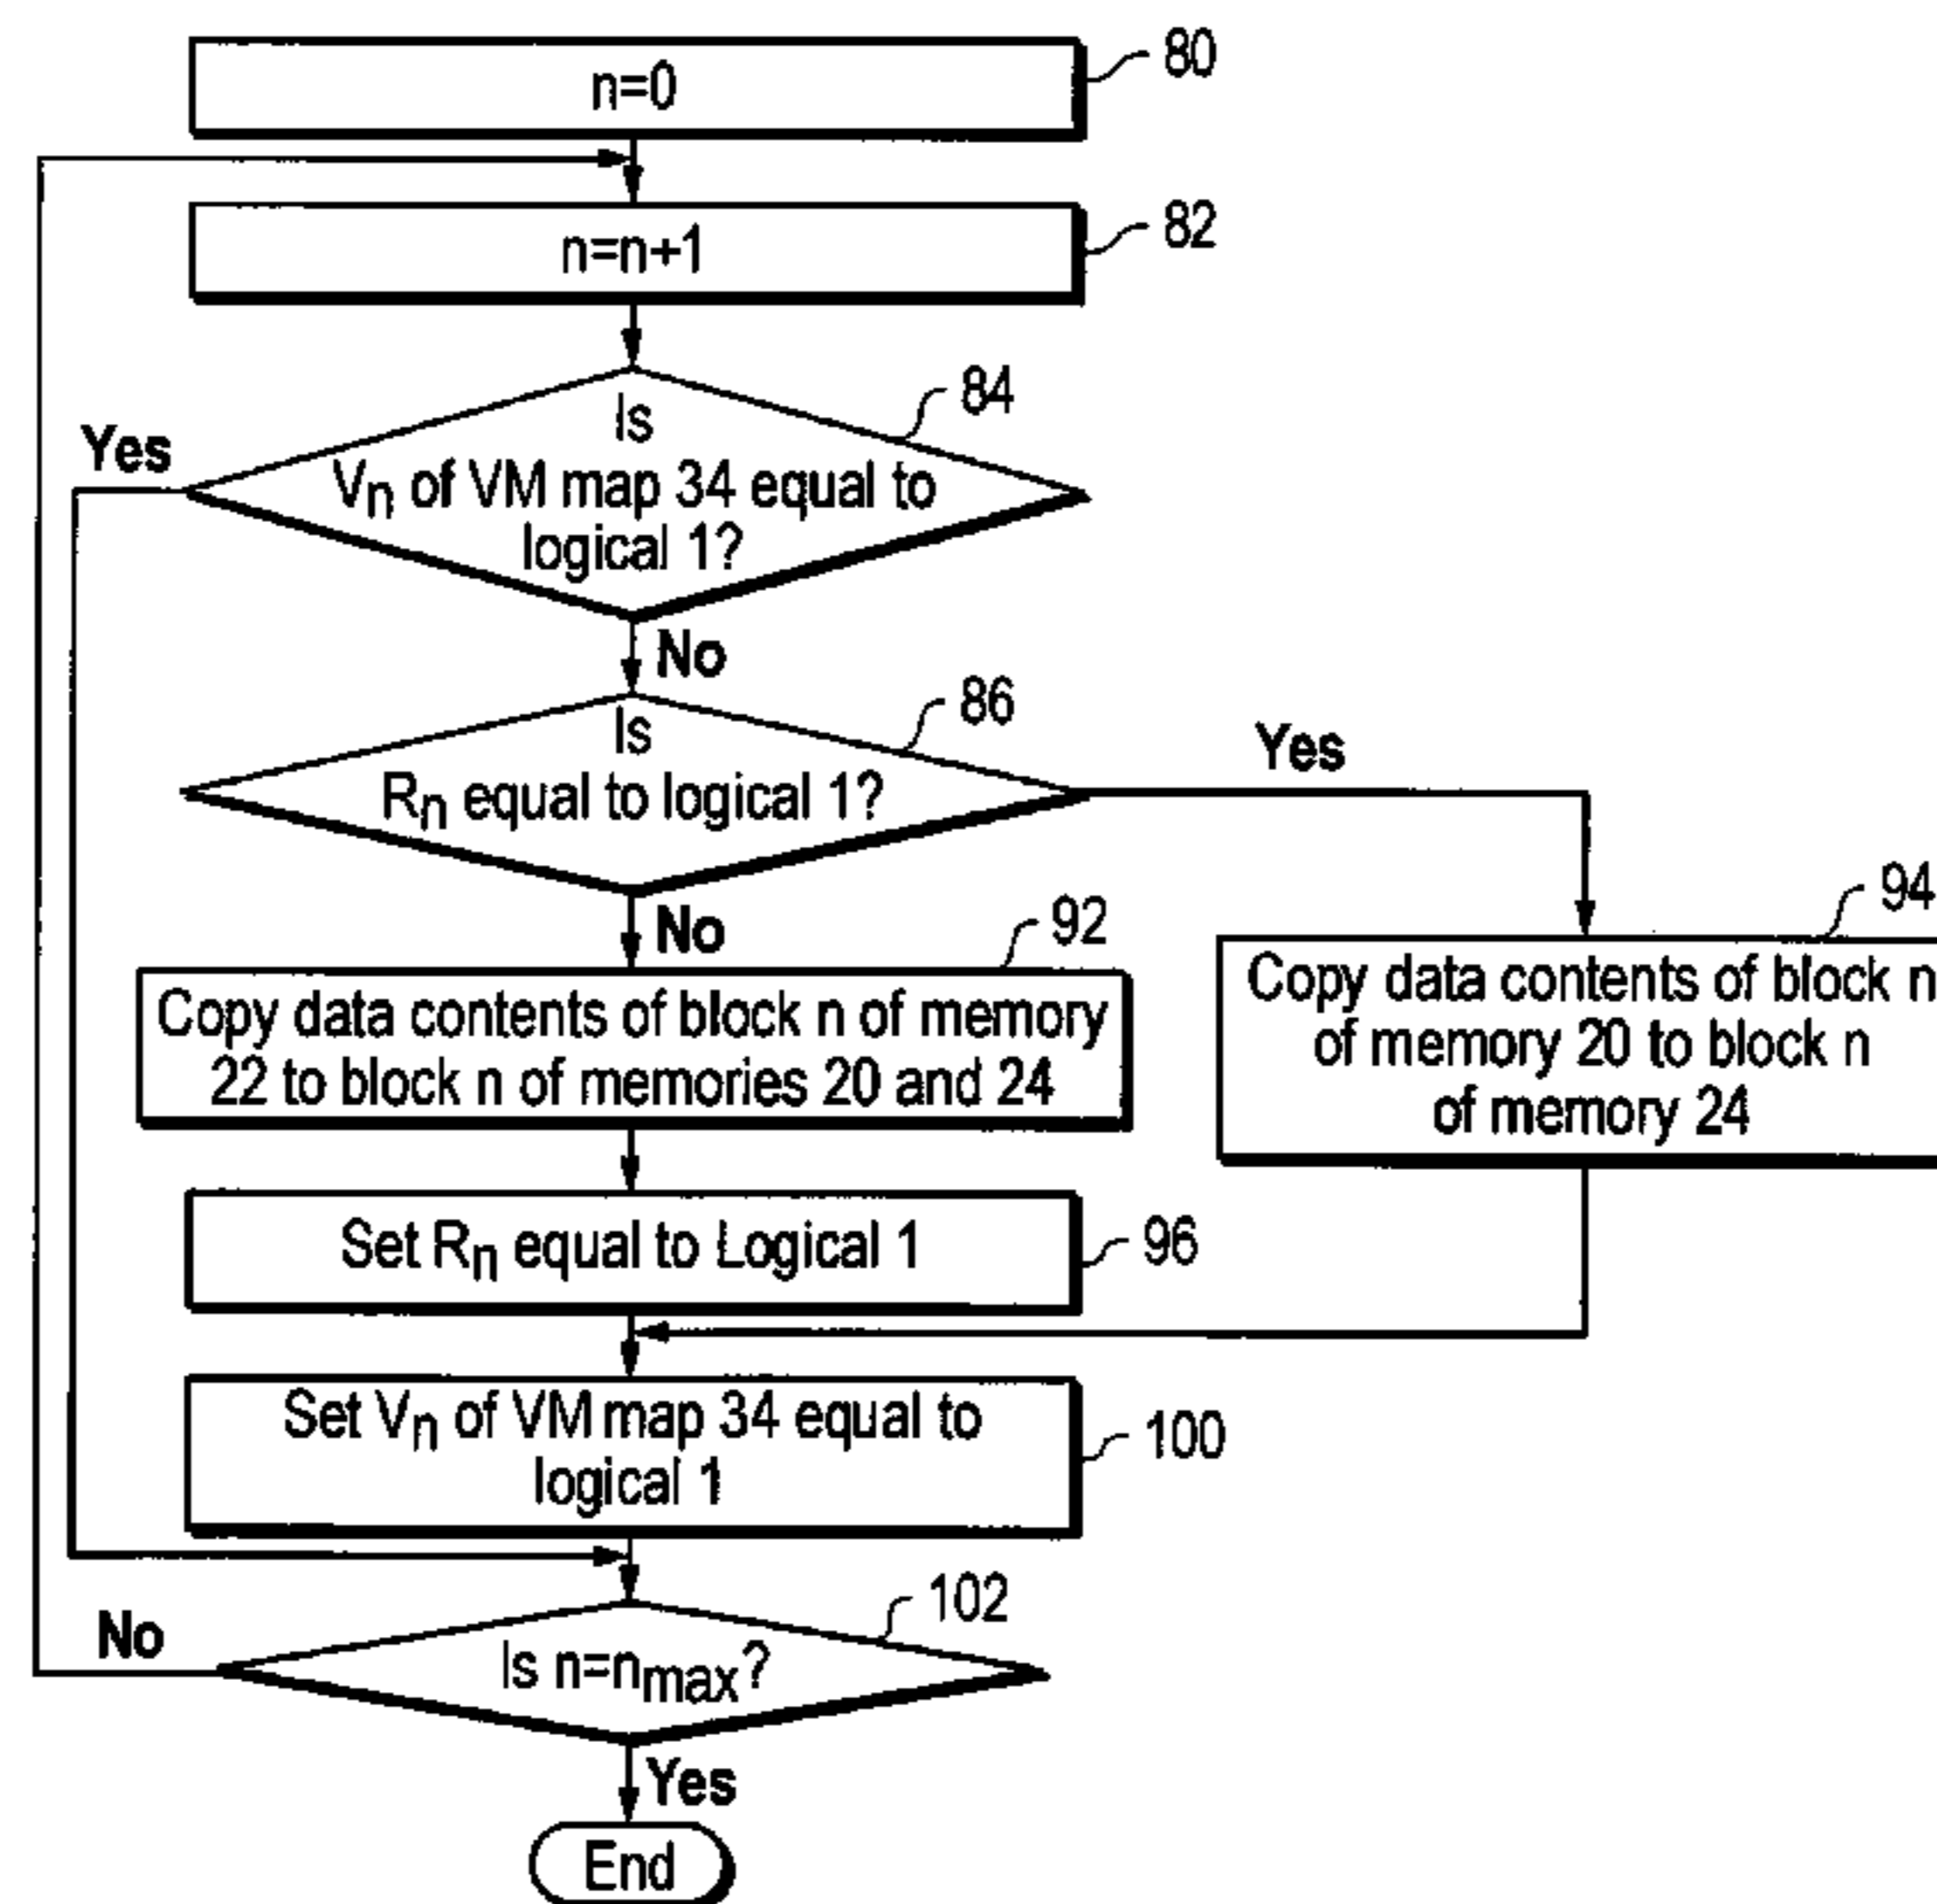 n=0
80
n=n+1
82
84
Is
Vn of VM map 34 equal to
logical 1?
Yes
No
86
Is
Rn equal to logical 1?
Yes
No
92
Copy data contents of block n of memory
22 to block n of memories 20 and 24
94
Copy data contents of block n
of memory 20 to block n
of memory 24
Set Rn equal to Logical 1
96
Set Vn of VM map 34 equal to
logical 1
100
102
Is n=nmax?
No
Yes
End